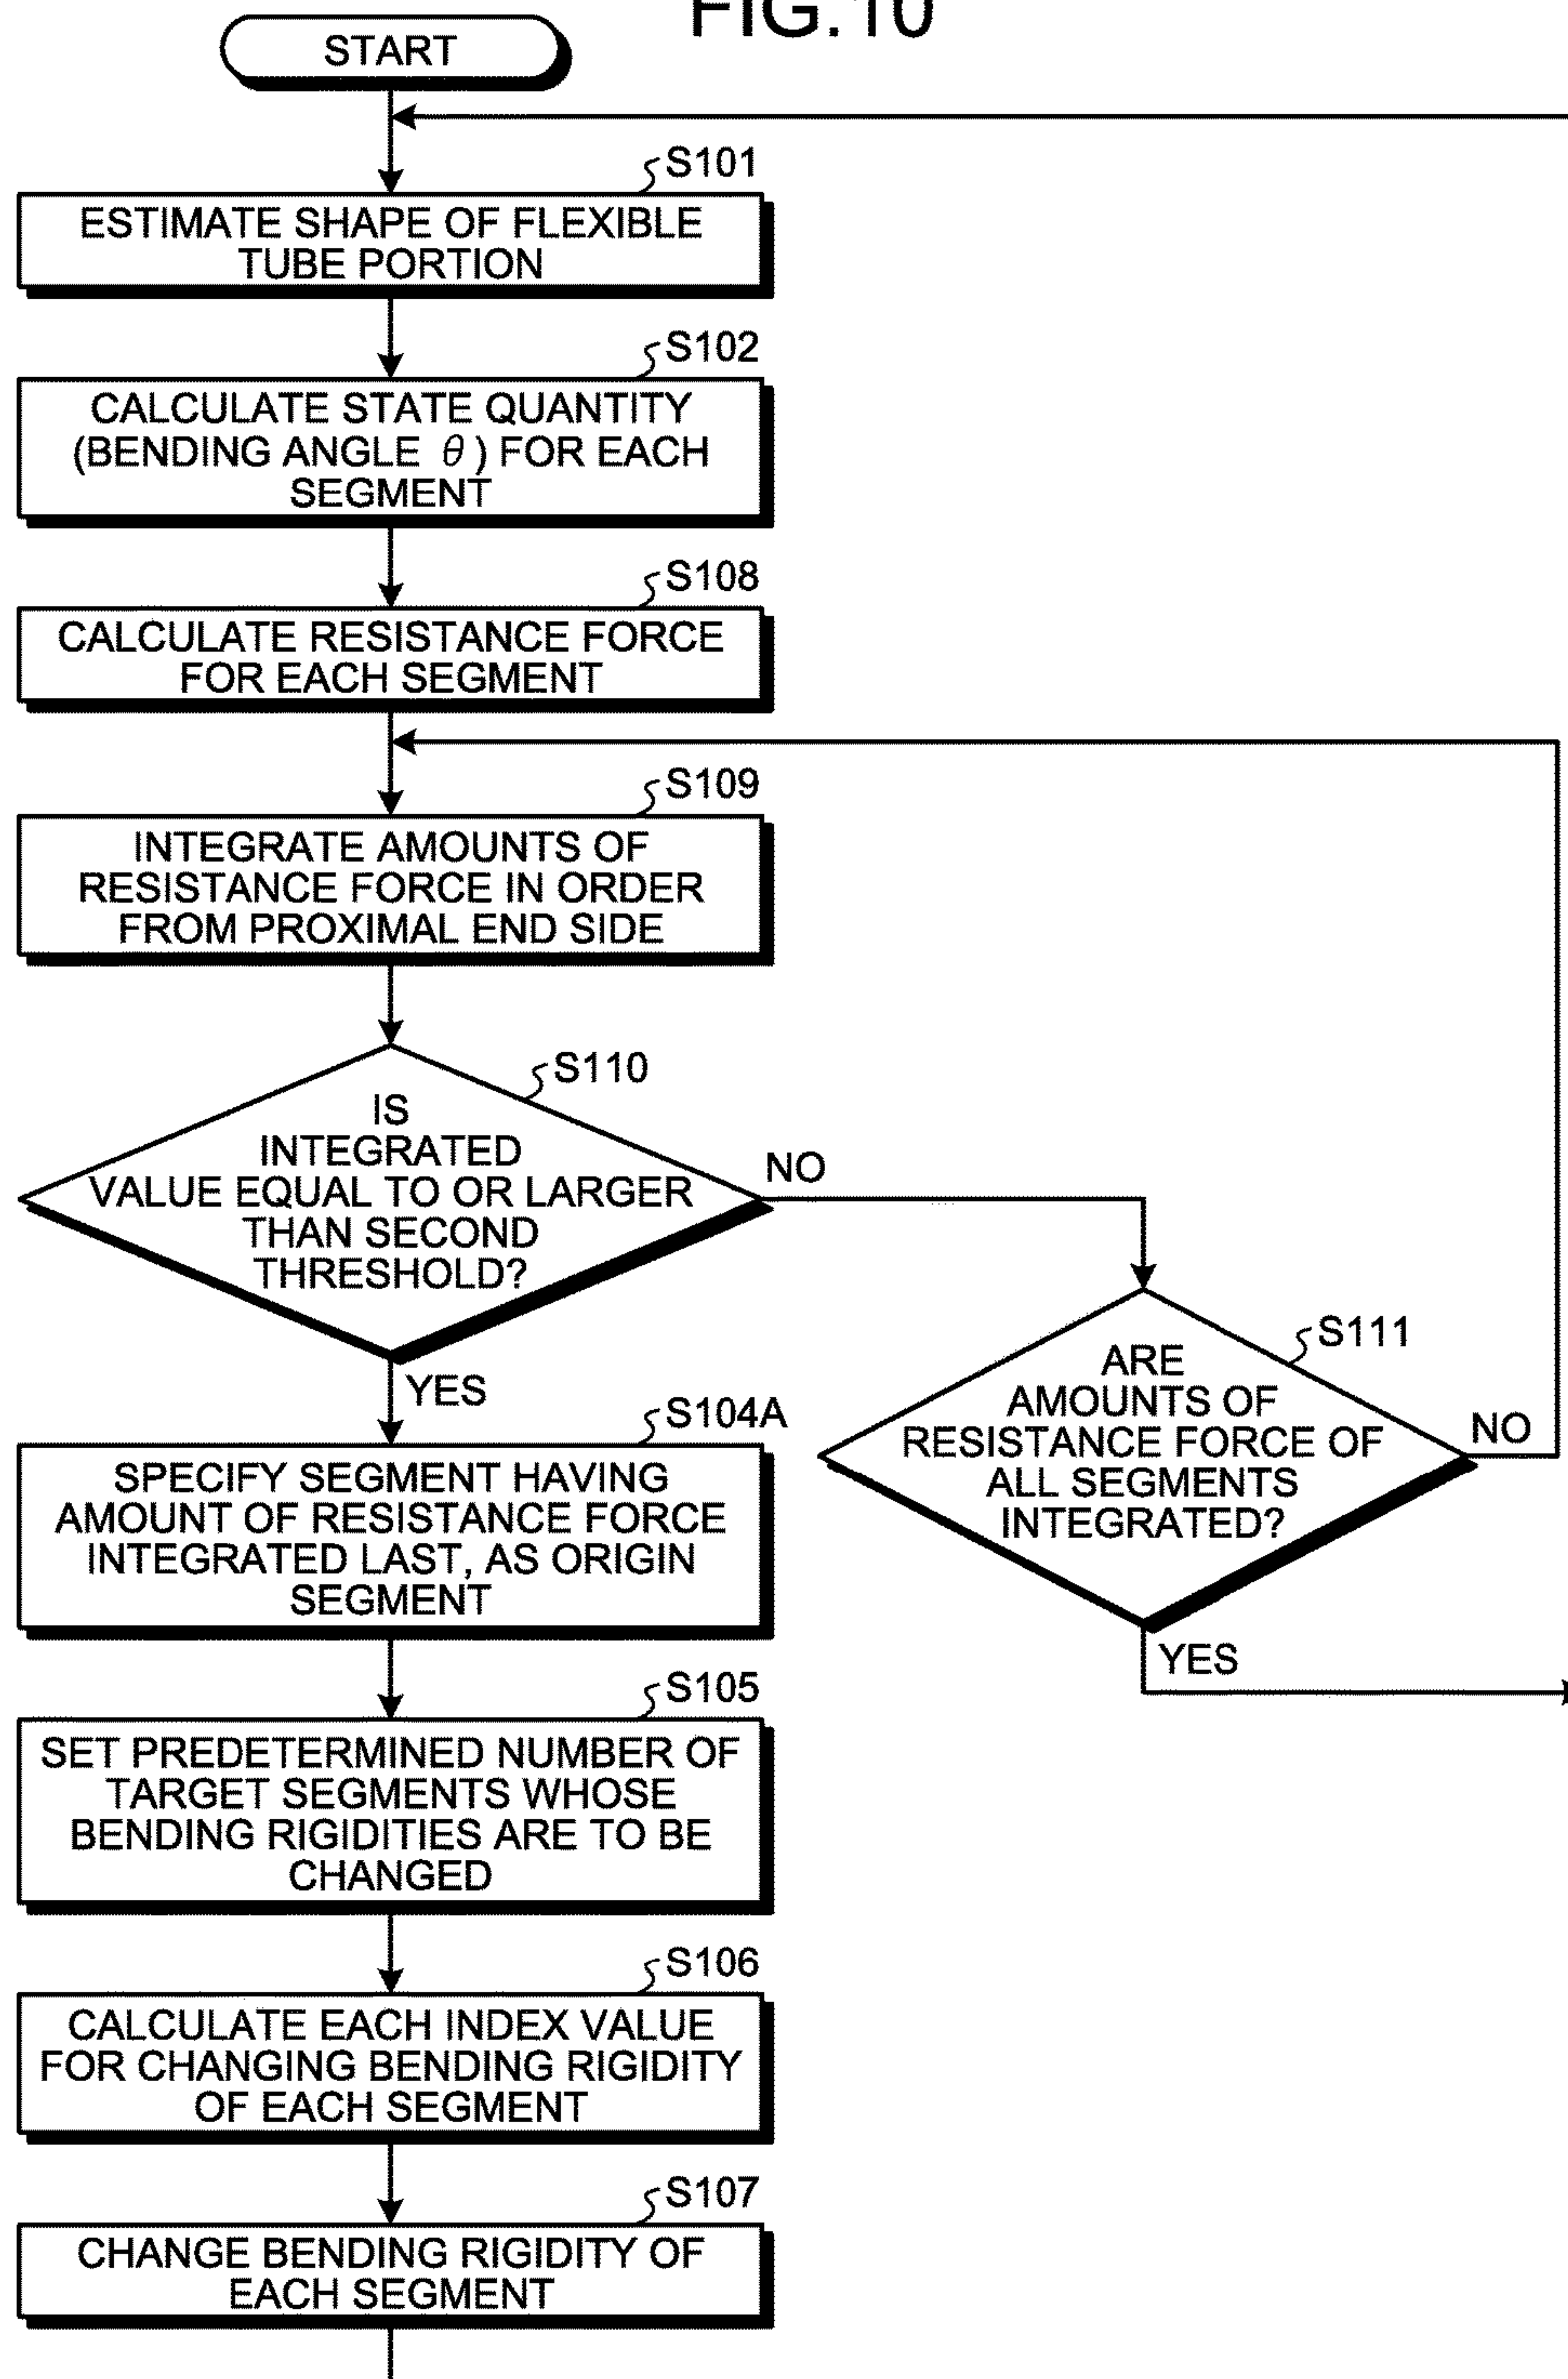 FIG.10
START
S101
ESTIMATE SHAPE OF FLEXIBLE
TUBE PORTION
S102
CALCULATE STATE QUANTITY
(BENDING ANGLE θ) FOR EACH
SEGMENT
S108
CALCULATE RESISTANCE FORCE
FOR EACH SEGMENT
S109
INTEGRATE AMOUNTS OF
RESISTANCE FORCE IN ORDER
FROM PROXIMAL END SIDE
S110
IS
INTEGRATED
VALUE EQUAL TO OR LARGER
THAN SECOND
THRESHOLD?
NO
YES
S111
ARE
AMOUNTS OF
RESISTANCE FORCE OF
ALL SEGMENTS
INTEGRATED?
NO
YES
S104A
SPECIFY SEGMENT HAVING
AMOUNT OF RESISTANCE FORCE
INTEGRATED LAST, AS ORIGIN
SEGMENT
S105
SET PREDETERMINED NUMBER OF
TARGET SEGMENTS WHOSE
BENDING RIGIDITIES ARE TO BE
CHANGED
S106
CALCULATE EACH INDEX VALUE
FOR CHANGING BENDING RIGIDITY
OF EACH SEGMENT
S107
CHANGE BENDING RIGIDITY OF
EACH SEGMENT